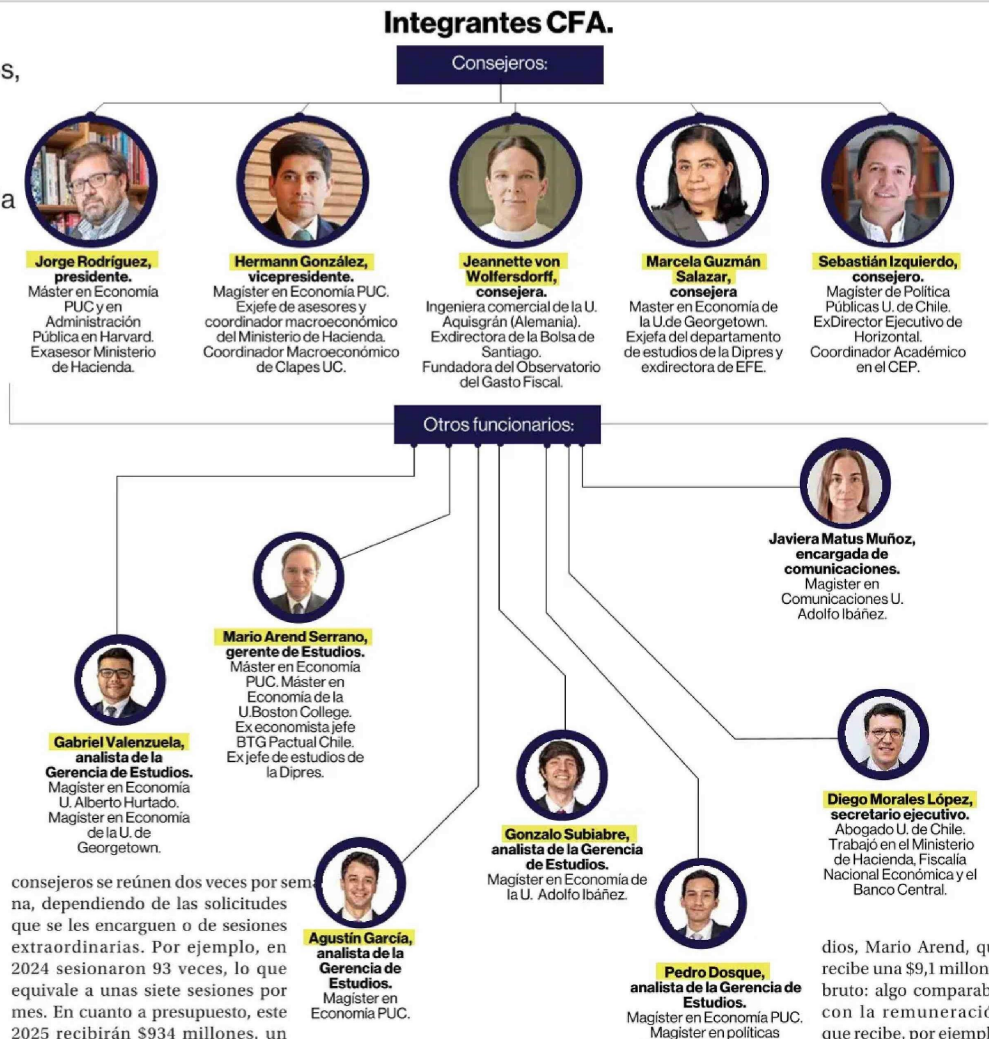 Integrantes CFA.
s,
a
Consejeros:
Jorge Rodríguez,
presidente.
Máster en Economía
PUC y en
Administración
Pública en Harvard.
Exasesor Ministerio
de Hacienda.
Hermann González,
vicepresidente.
Magíster en Economía PUC.
Exjefe de asesores y
coordinador macroeconómico
del Ministerio de Hacienda.
Coordinador Macroeconómico
de Clapes UC.
Jeannette von
Wolfersdorff,
consejera.
Ingeniera comercial de la U.
Aquisgrán (Alemania).
Exdirectora de la Bolsa de
Santiago.
Fundadora del Observatorio
del Gasto Fiscal.
Marcela Guzmán
Salazar,
consejera
Master en Economía de
la U.de Georgetown.
Exjefa del departamento
de estudios de la Dipres y
exdirectora de EFE.
Sebastián Izquierdo,
consejero.
Magíster de Política
Públicas U. de Chile.
ExDirector Ejecutivo de
Horizontal.
Coordinador Académico
en el CEP.
Otros funcionarios:
Javiera Matus Muñoz,
encargada de
comunicaciones.
Magister en
Comunicaciones U.
Adolfo Ibáñez.
Mario Arend Serrano,
gerente de Estudios.
Máster en Economía
PUC. Máster en
Economía de la
U.Boston College.
Ex economista jefe
BTG Pactual Chile.
Ex jefe de estudios de
la Dipres.
Gabriel Valenzuela,
analista de la
Gerencia de Estudios.
Magíster en Economía
U. Alberto Hurtado.
Magíster en Economía
de la U. de
Georgetown.
Diego Morales López,
secretario ejecutivo.
Abogado U. de Chile.
Trabajó en el Ministerio
de Hacienda, Fiscalía
Nacional Económica y el
Banco Central.
Gonzalo Subiabre,
analista de la Gerencia
de Estudios.
Magíster en Economía de
la U. Adolfo Ibáñez.
Agustín García,
analista de la
Gerencia de
Estudios.
Magíster en
Economía PUC.
Pedro Dosque,
analista de la Gerencia de
Estudios.
Magíster en Economía PUC.
Magister en políticas
consejeros se reúnen dos veces por sema
na, dependiendo de las solicitudes
que se les encarguen o de sesiones
extraordinarias. Por ejemplo, en
2024 sesionaron 93 veces, lo que
equivale a unas siete sesiones por
mes. En cuanto a presupuesto, este
2025 recibirán $934 millones, un
dios, Mario Arend, qu
recibe una $9,1 millon
bruto: algo comparab
con la remuneració
que recibe, por ejempl